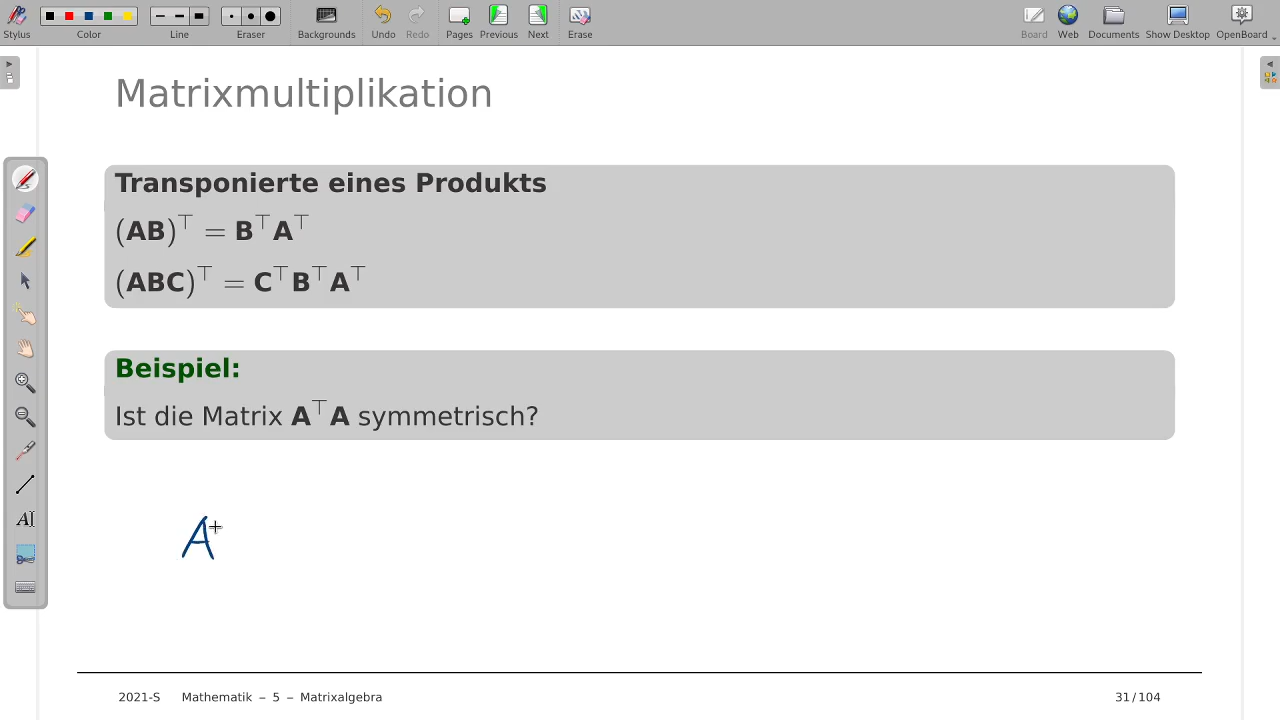 Stylus Color Line Eraser Backgrounds Undo Redo Pages Previous Next Erase Board Web Documents Show Desktop OpenBoard
Matrixmultiplikation
Transponierte eines Produkts
(AB)⊤ = B⊤A⊤
(ABC)⊤ = C⊤B⊤A⊤
Beispiel:
Ist die Matrix A⊤A symmetrisch?
A
2021-S Mathematik – 5 – Matrixalgebra 31/104